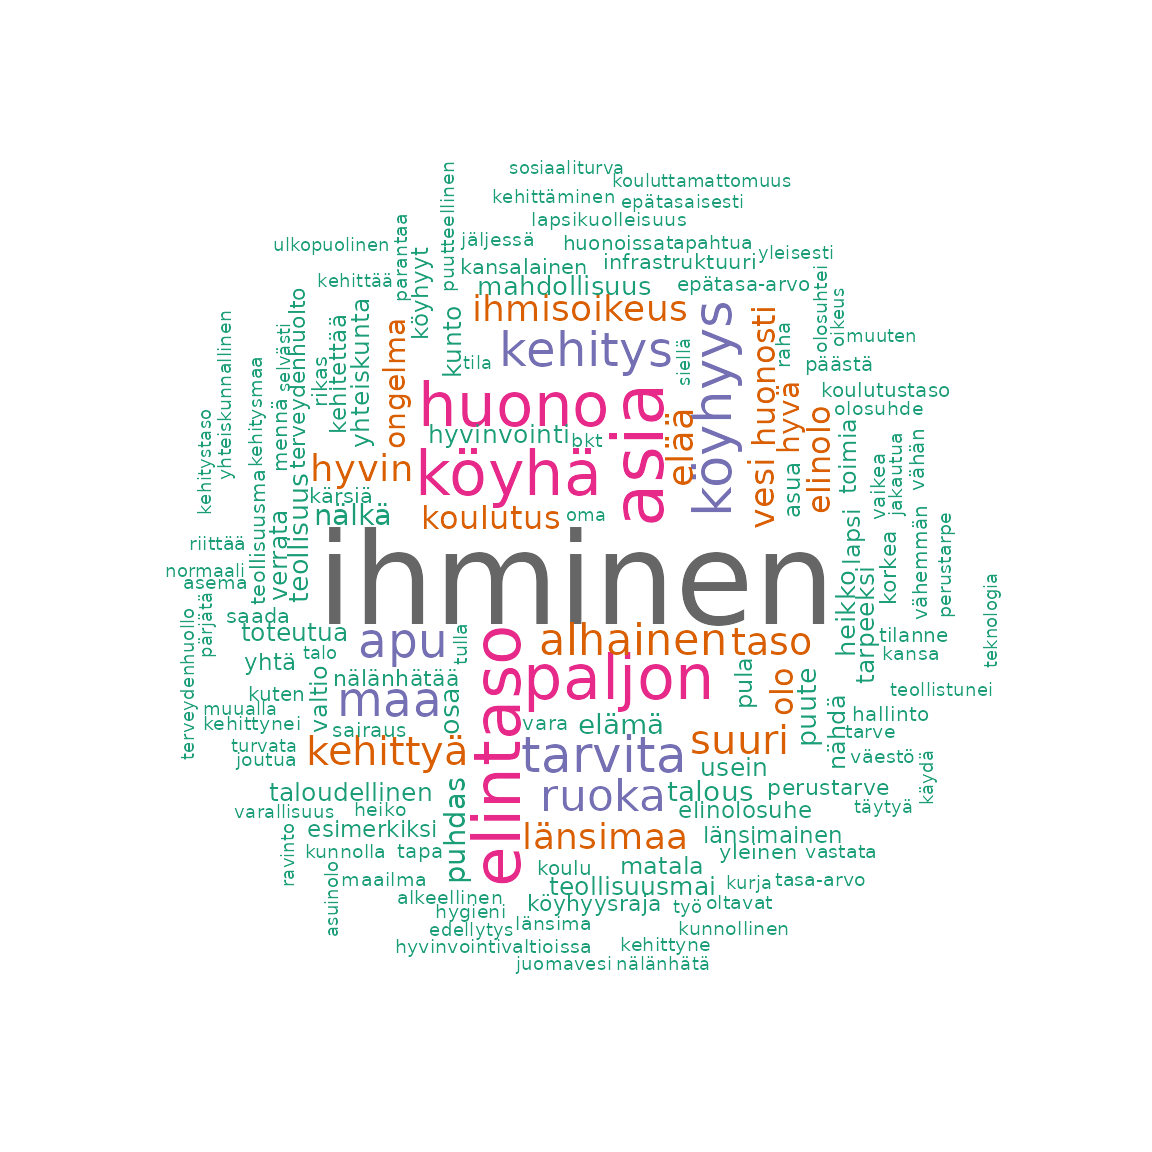 sosiaaliturva
kouluttamattomuus
kehittäminen
epätasaisesti
lapsikuolleisuus
puutteellinen
jäljessä
huonoissa
tapahtua
ulkopuolinen
parantaa
köyhyyt
yleisesti
kansalainen
infrastruktuuri
kehittää
mahdollisuus
epätasa-arvo
olosuhtei
oikeus
ihmisoikeus
terveydenhuolto
yhteiskunta
kehitettää
kunto
köyhyys
huonosti
muuten
yhteiskunnallinen
selvästi
ongelma
kehitys
raha
siellä
tila
päästä
rikas
kehitysmaa
mennä
huono
asia
hyvä
koulutustaso
olosuhde
kehitystaso
hyvinvointi
bkt
elää
elinolo
toimia
hyvin
köyhä
vesi
asua
vaikea
jakautua
vähän
kärsiä
nälkä
koulutus
oma
teollisuus
teollisuusma
verrata
lapsi
korkea
vähemmän
perustarpe
riittää
ihminen
normaali
asema
heikko
tarpeeksi
teknologia
pärjätä
saada
toteutua
apu
tulla
alhainen
taso
tilanne
kansa
terveydenhuollo
talo
yhtä
nälänhätää
elintaso
paljon
pula
olo
puute
teollistunei
kuten
muualla
valtio
maa
osa
hallinto
kehittynei
sairaus
vara
elämä
suuri
nähdä
tarve
turvata
joutua
kehittyä
tarvita
usein
väestö
käydä
taloudellinen
puhdas
ruoka
talous
perustarve
varallisuus
heiko
elinolosuhe
täytyä
esimerkiksi
länsimaa
länsimainen
ravinto
kunnolla
tapa
yleinen
vastata
asuinolo
maailma
koulu
matala
teollisuusmai
kurja
tasa-arvo
alkeellinen
köyhyysraja
työ
oltavat
hygieni
edellytys
länsima
kunnollinen
hyvinvointivaltioissa
kehittyne
juomavesi
nälänhätä